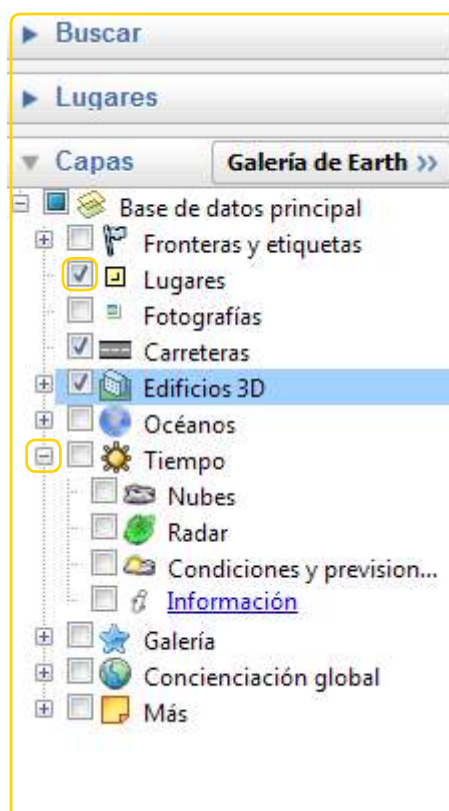 Buscar
Lugares
Capas Galería de Earth >>
Base de datos principal
Fronteras y etiquetas
Lugares
Fotografías
Carreteras
Edificios 3D
Océanos
Tiempo
Nubes
Radar
Condiciones y prevision...
Información
Galería
Concienciación global
Más